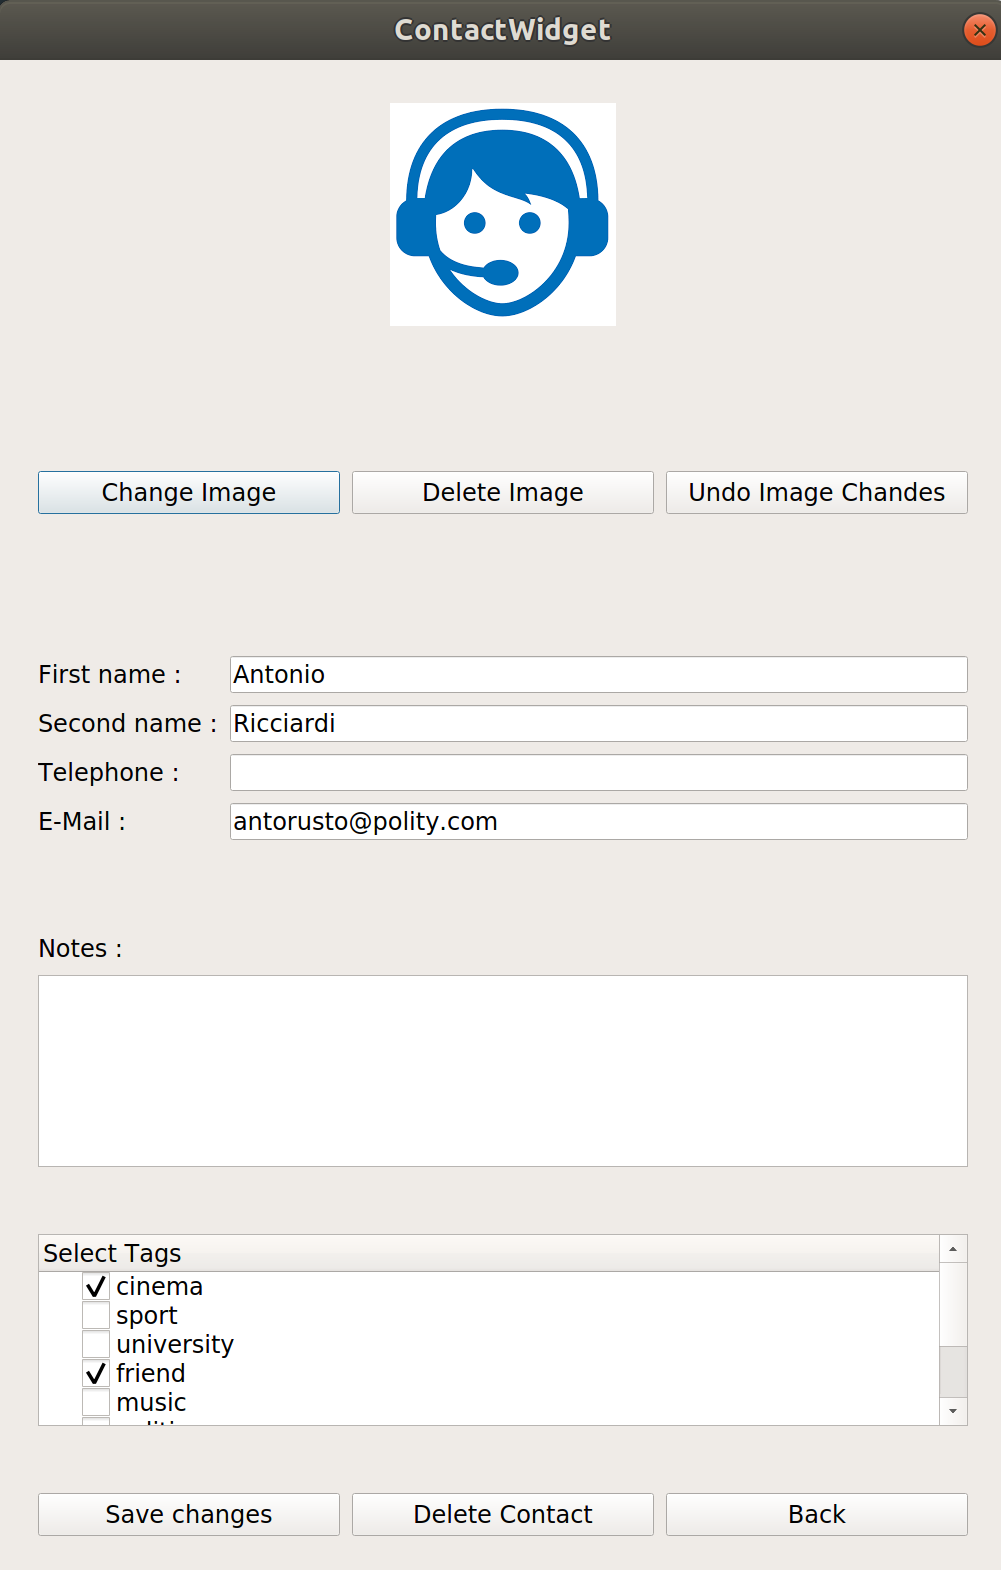 ContactWidget
Change Image Delete Image Undo Image Chandes
First name : Antonio
Second name : Ricciardi
Telephone :
E-Mail : antorusto@polity.com
Notes :
Select Tags
cinema
sport
university
friend
music
Save changes Delete Contact Back